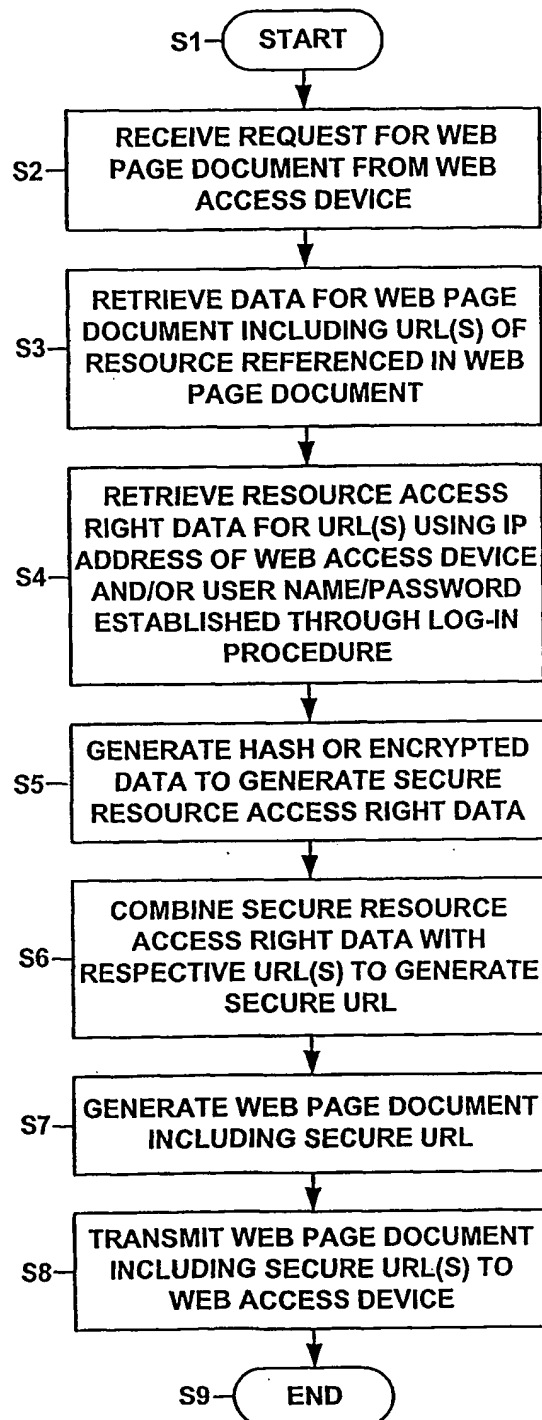 S1 START
RECEIVE REQUEST FOR WEB
PAGE DOCUMENT FROM WEB
S2
ACCESS DEVICE
RETRIEVE DATA FOR WEB PAGE
DOCUMENT INCLUDING URL(S) OF
S3
RESOURCE REFERENCED IN WEB
PAGE DOCUMENT
RETRIEVE RESOURCE ACCESS
RIGHT DATA FOR URL(S) USING IP
S4
ADDRESS OF WEB ACCESS DEVICE
AND/OR USER NAME/PASSWORD
ESTABLISHED THROUGH LOG-IN
PROCEDURE
GENERATE HASH OR ENCRYPTED
S5
DATA TO GENERATE SECURE
RESOURCE ACCESS RIGHT DATA
COMBINE SECURE RESOURCE
ACCESS RIGHT DATA WITH
S6
RESPECTIVE URL(S) TO GENERATE
SECURE URL
GENERATE WEB PAGE DOCUMENT
S7
INCLUDING SECURE URL
TRANSMIT WEB PAGE DOCUMENT
S8
INCLUDING SECURE URL(S) TO
WEB ACCESS DEVICE
S9 END